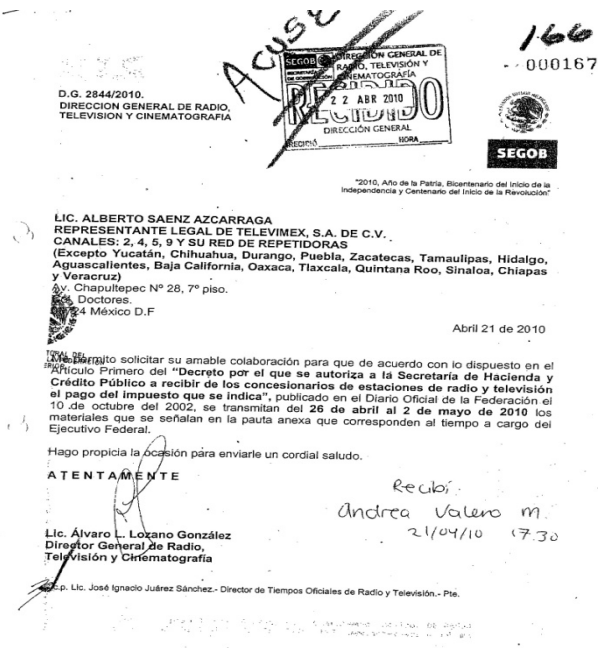 Acuse
166
000167
SEGOB
DIRECCIÓN GENERAL DE
RADIO, TELEVISIÓN Y
CINEMATOGRAFÍA
RECIBIDO
22 ABR 2010
DIRECCIÓN GENERAL
RECIBIÓ HORA
D.G. 2844/2010.
DIRECCION GENERAL DE RADIO,
TELEVISION Y CINEMATOGRAFIA
SEGOB
"2010, Año de la Patria, Bicentenario del Inicio de la
Independencia y Centenario del Inicio de la Revolución"
LIC. ALBERTO SAENZ AZCARRAGA
REPRESENTANTE LEGAL DE TELEVIMEX, S.A. DE C.V.
CANALES: 2, 4, 5, 9 Y SU RED DE REPETIDORAS
(Excepto Yucatán, Chihuahua, Durango, Puebla, Zacatecas, Tamaulipas, Hidalgo,
Aguascalientes, Baja California, Oaxaca, Tlaxcala, Quintana Roo, Sinaloa, Chiapas
y Veracruz)
Av. Chapultepec Nº 28, 7º piso.
Doctores.
24 México D.F
Abril 21 de 2010
permito solicitar su amable colaboración para que de acuerdo con lo dispuesto en el
Artículo Primero del "Decreto por el que se autoriza a la Secretaría de Hacienda y
Crédito Público a recibir de los concesionarios de estaciones de radio y televisión
el pago del impuesto que se indica", publicado en el Diario Oficial de la Federación el
10 de octubre del 2002, se transmitan del 26 de abril al 2 de mayo de 2010 los
materiales que se señalan en la pauta anexa que corresponden al tiempo a cargo del
Ejecutivo Federal.
Hago propicia la ocasión para enviarle un cordial saludo.
ATENTAMENTE
Recibí:
Andrea Valero M.
21/04/10 17:30
Lic. Álvaro L. Lozano González
Director General de Radio,
Televisión y Cinematografía
c.p. Lic. José Ignacio Juárez Sánchez.- Director de Tiempos Oficiales de Radio y Televisión.- Pte.